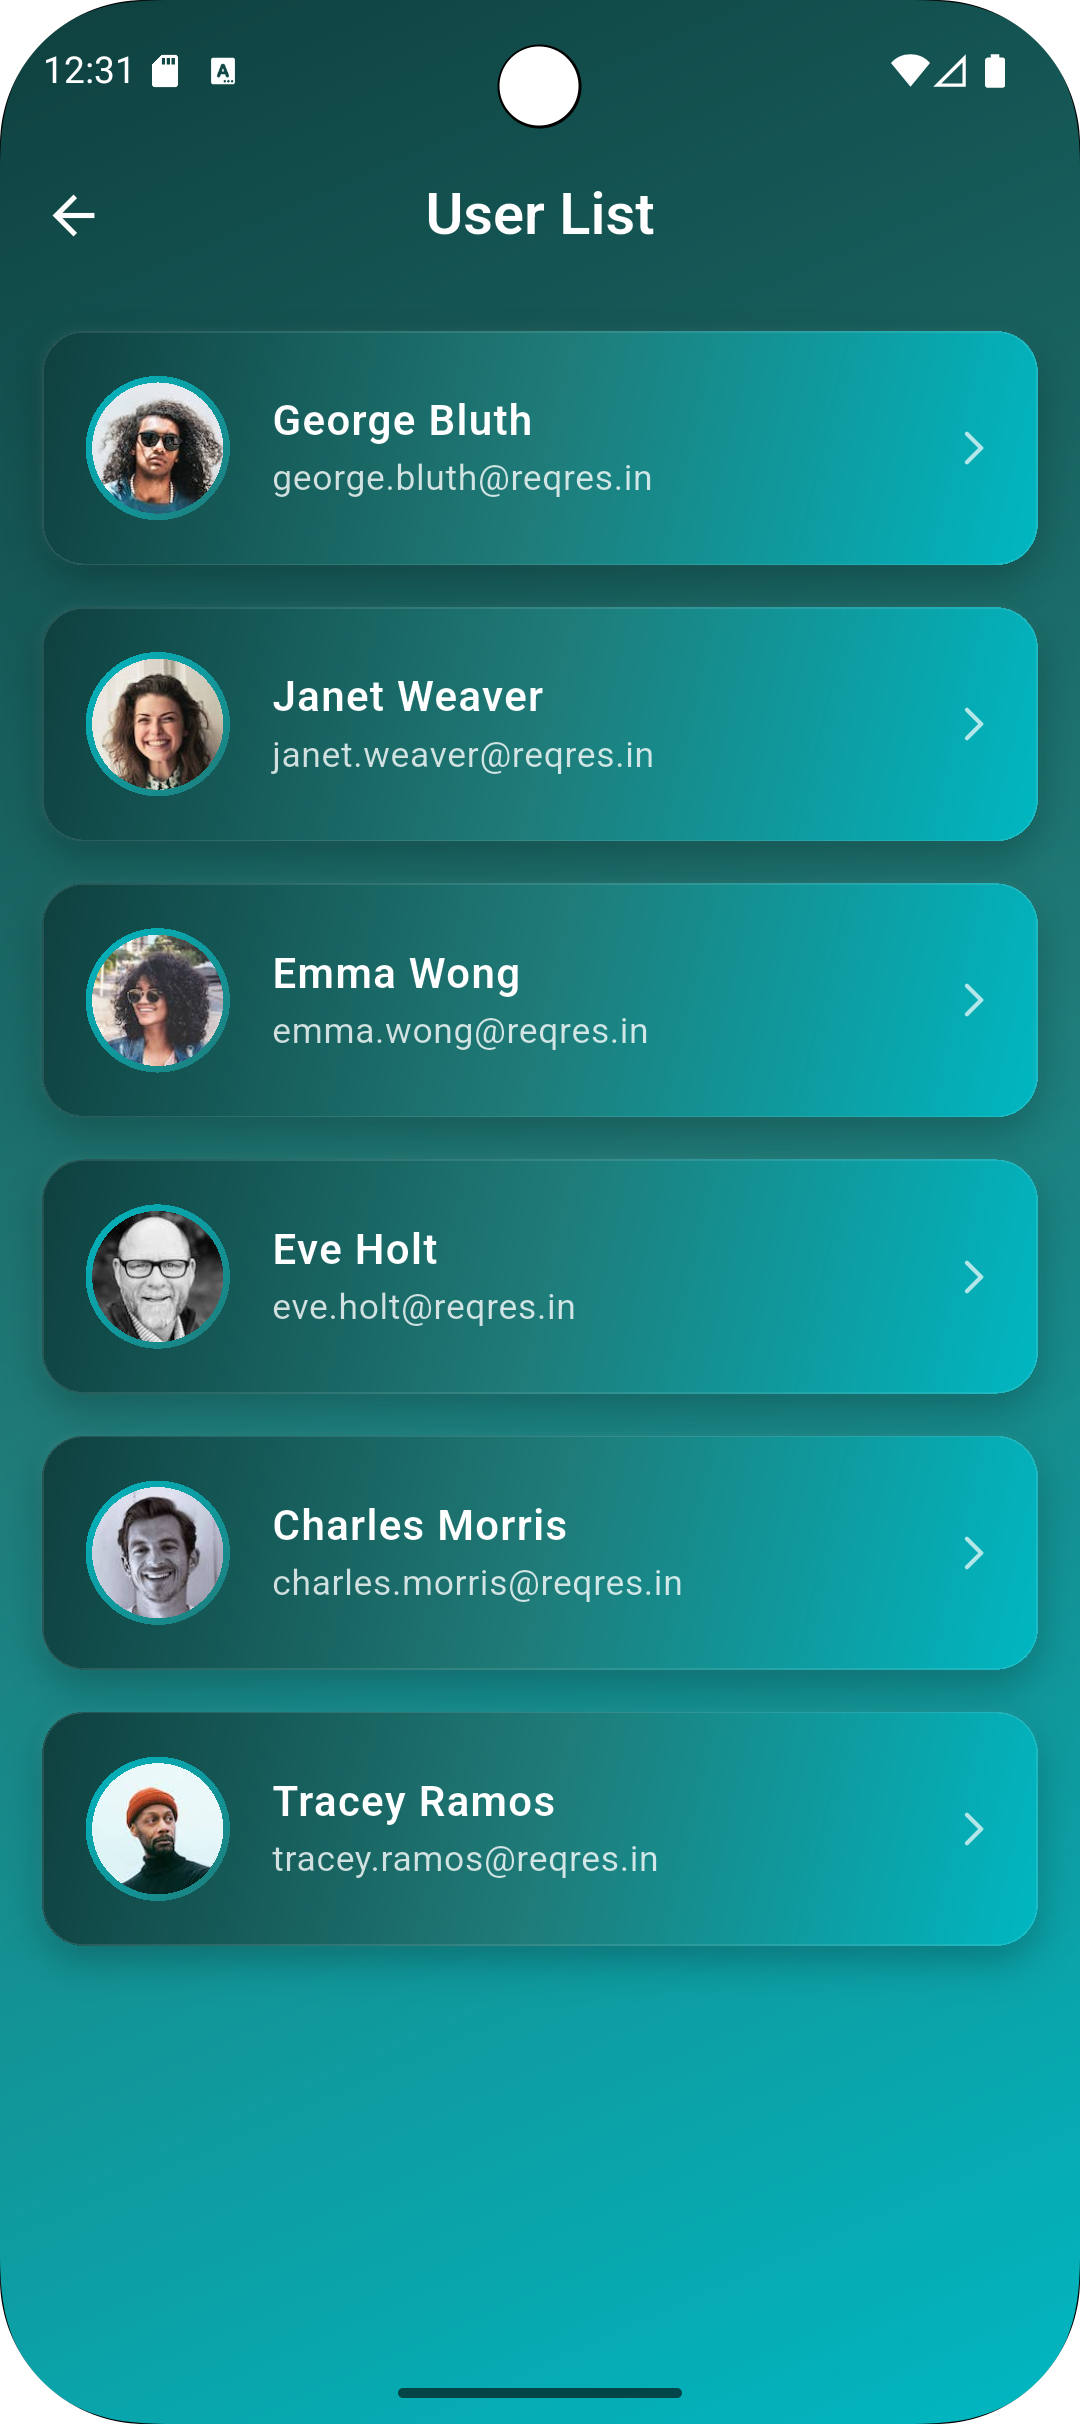 12:31
User List
George Bluth
george.bluth@reqres.in
Janet Weaver
janet.weaver@reqres.in
Emma Wong
emma.wong@reqres.in
Eve Holt
eve.holt@reqres.in
Charles Morris
charles.morris@reqres.in
Tracey Ramos
tracey.ramos@reqres.in